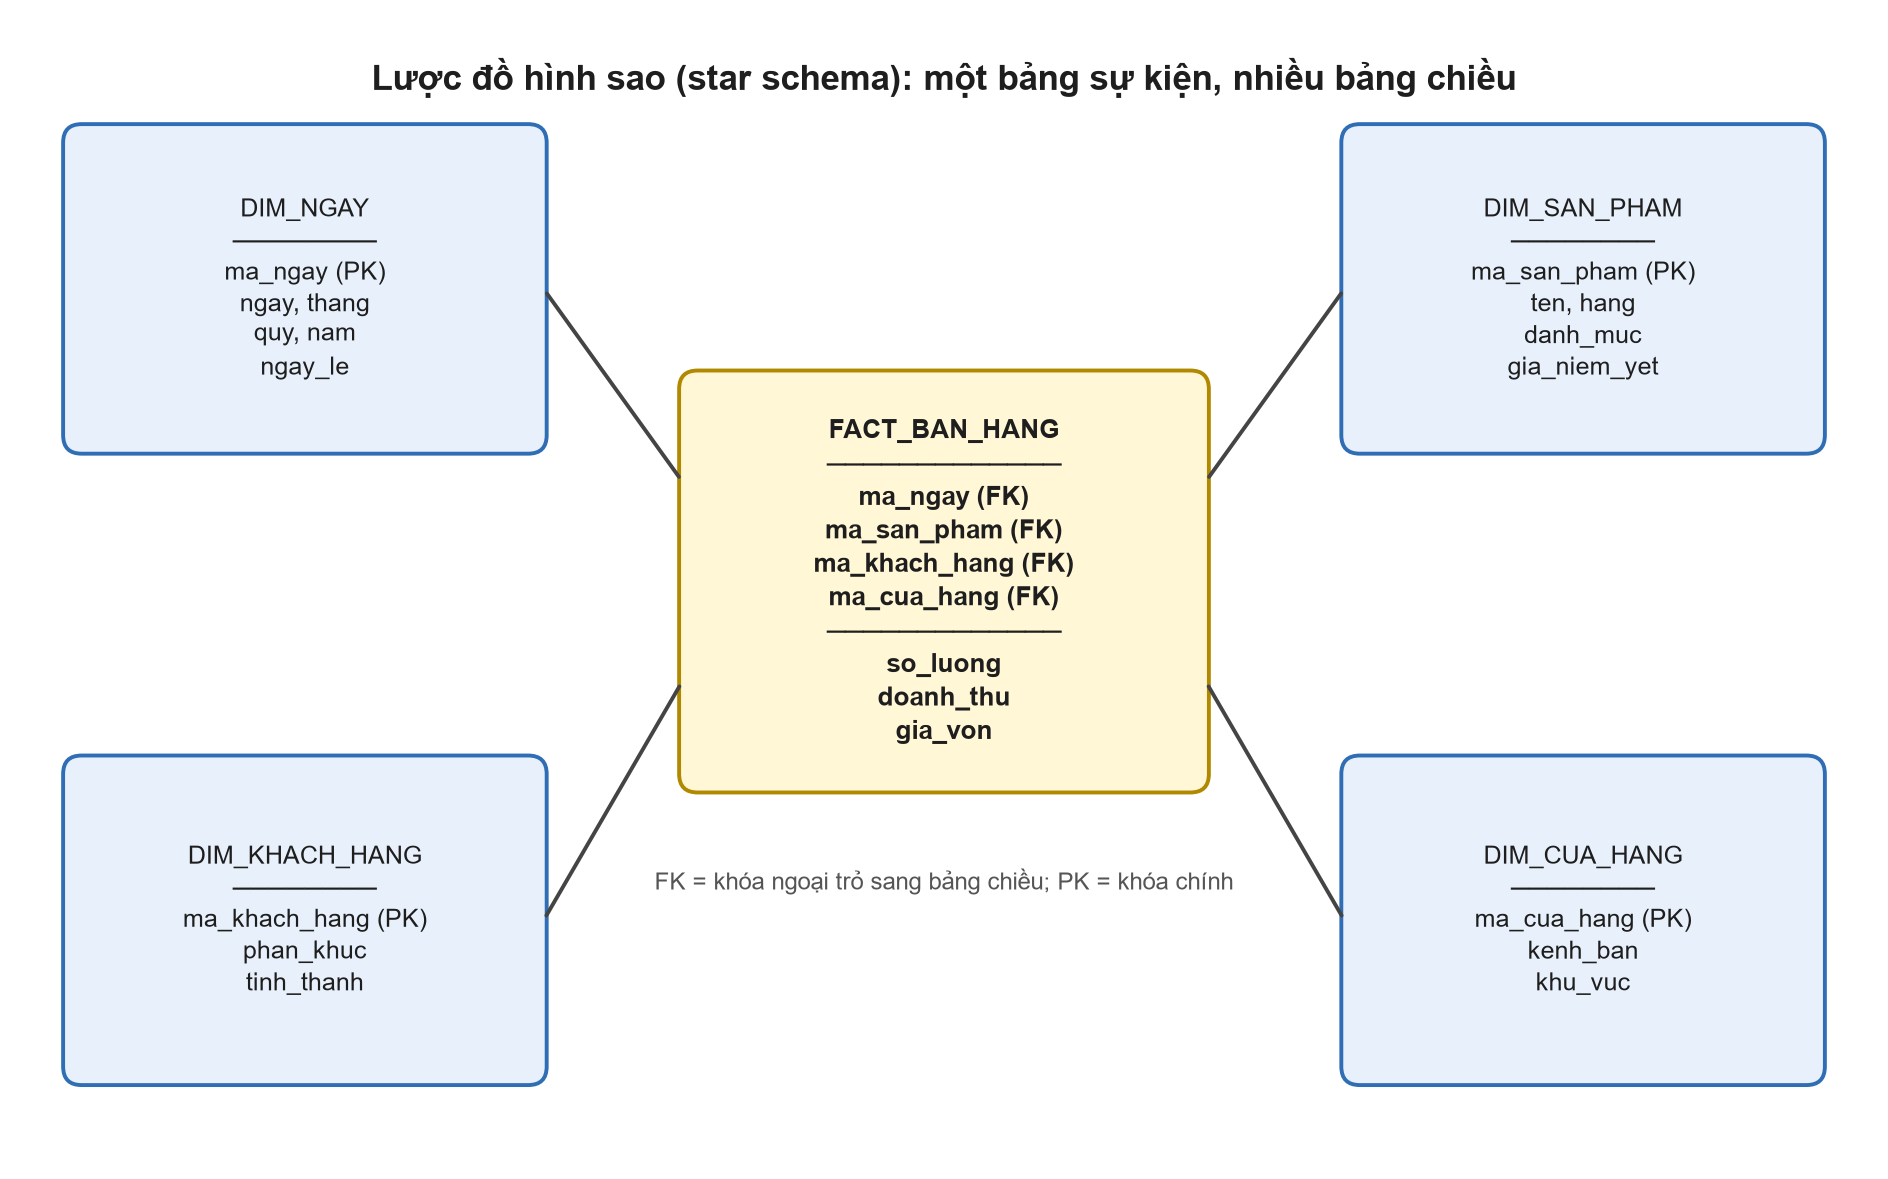 Lược đồ hình sao (star schema): một bảng sự kiện, nhiều bảng chiều
DIM_NGAY
ma_ngay (PK)
ngay, thang
quy, nam
ngay_le
DIM_SAN_PHAM
ma_san_pham (PK)
ten, hang
danh_muc
gia_niem_yet
FACT_BAN_HANG
ma_ngay (FK)
ma_san_pham (FK)
ma_khach_hang (FK)
ma_cua_hang (FK)
so_luong
doanh_thu
gia_von
DIM_KHACH_HANG
ma_khach_hang (PK)
phan_khuc
tinh_thanh
FK = khóa ngoại trỏ sang bảng chiều; PK = khóa chính
DIM_CUA_HANG
ma_cua_hang (PK)
kenh_ban
khu_vuc